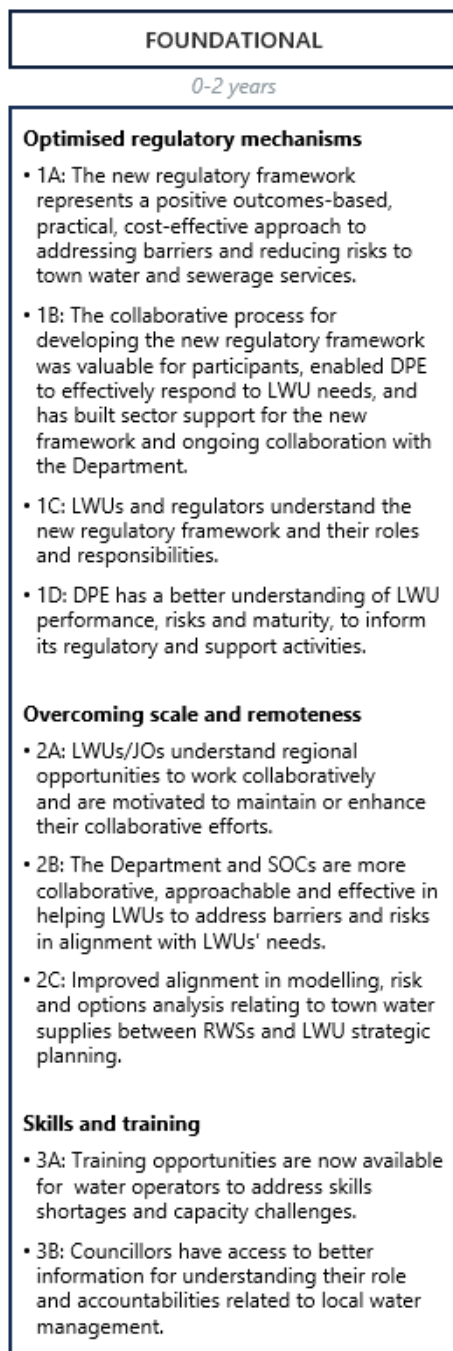 FOUNDATIONAL
0-2 years
Optimised regulatory mechanisms
• 1A: The new regulatory framework
represents a positive outcomes-based,
practical, cost-effective approach to
addressing barriers and reducing risks to
town water and sewerage services.
• 1B: The collaborative process for
developing the new regulatory framework
was valuable for participants, enabled DPE
to effectively respond to LWU needs, and
has built sector support for the new
framework and ongoing collaboration with
the Department.
• 1C: LWUs and regulators understand the
new regulatory framework and their roles
and responsibilities.
• 1D: DPE has a better understanding of LWU
performance, risks and maturity, to inform
its regulatory and support activities.
Overcoming scale and remoteness
• 2A: LWUs/JOs understand regional
opportunities to work collaboratively
and are motivated to maintain or enhance
their collaborative efforts.
• 2B: The Department and SOCs are more
collaborative, approachable and effective in
helping LWUs to address barriers and risks
in alignment with LWUs' needs.
• 2C: Improved alignment in modelling, risk
and options analysis relating to town water
supplies between RWSs and LWU strategic
planning.
Skills and training
• 3A: Training opportunities are now available
for water operators to address skills
shortages and capacity challenges.
• 3B: Councillors have access to better
information for understanding their role
and accountabilities related to local water
management.